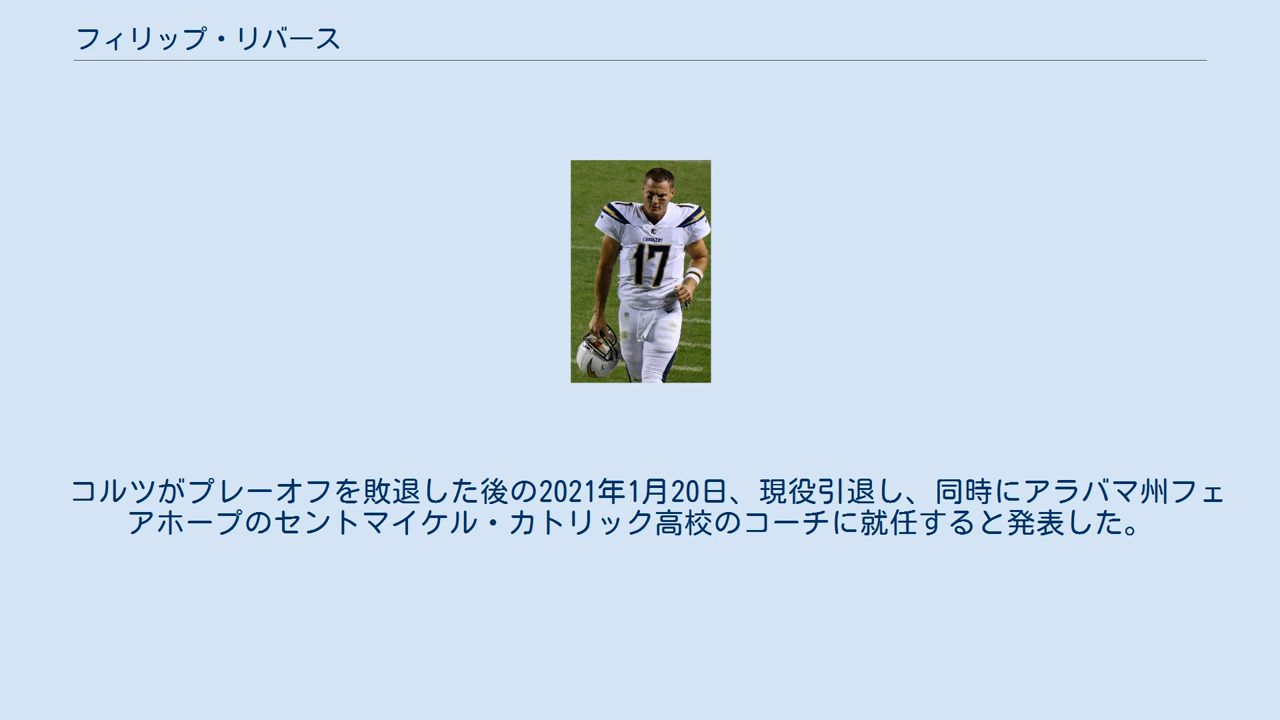 フィリップ・リバース
CHARGERS
17
コルツがプレーオフを敗退した後の2021年1月20日、現役引退し、同時にアラバマ州フェ
アホープのセントマイケル・カトリック高校のコーチに就任すると発表した。